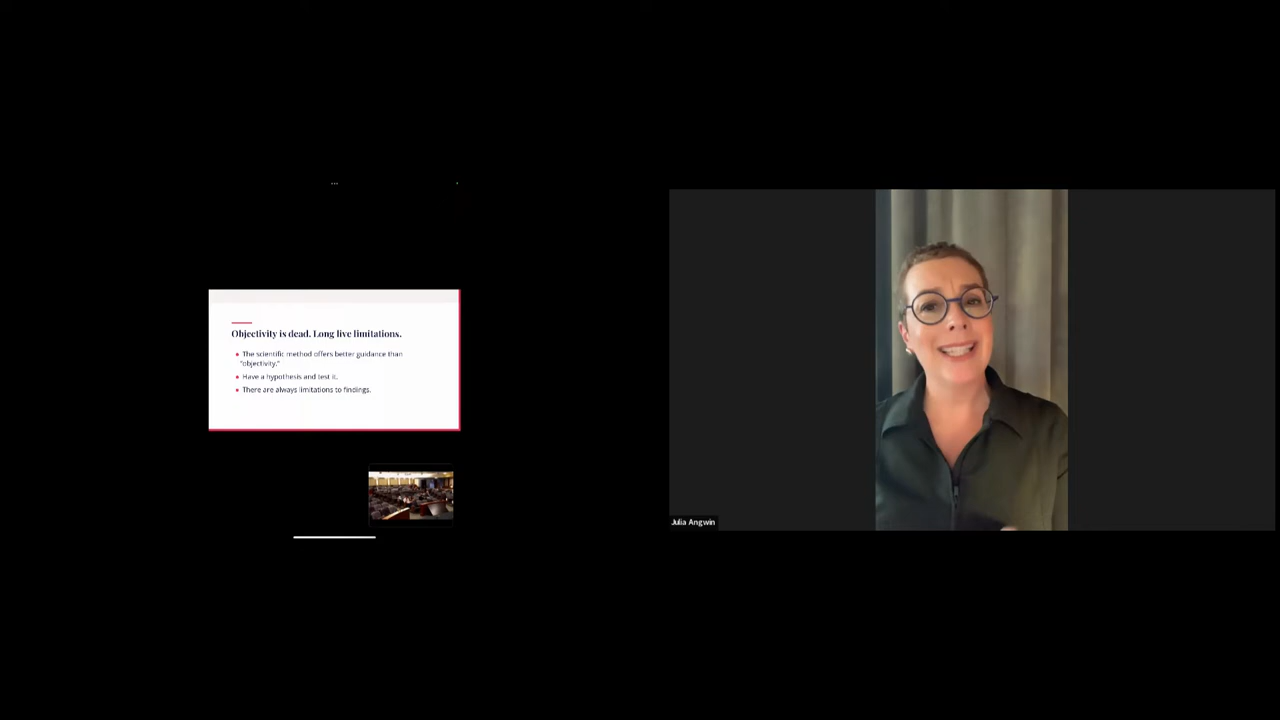 Objectivity is dead. Long live limitations.
The scientific method offers better guidance than
"objectivity."
Have a hypothesis and test it.
There are always limitations to findings.
Julia Angwin